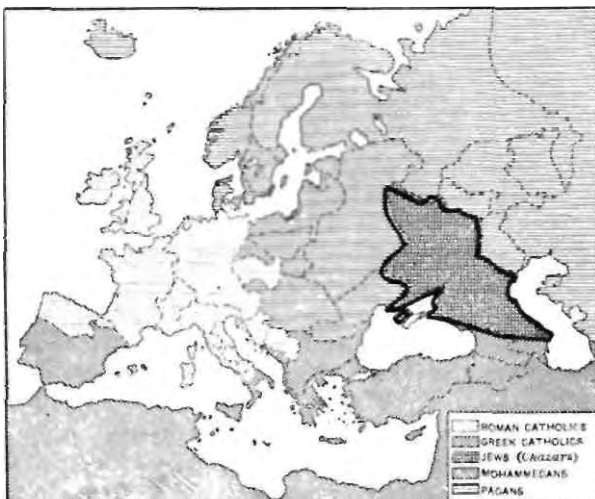 ROMAN CATHOLICS
GREEK CATHOLICS
JEWS (Chazars)
MOHAMMEDANS
PAGANS